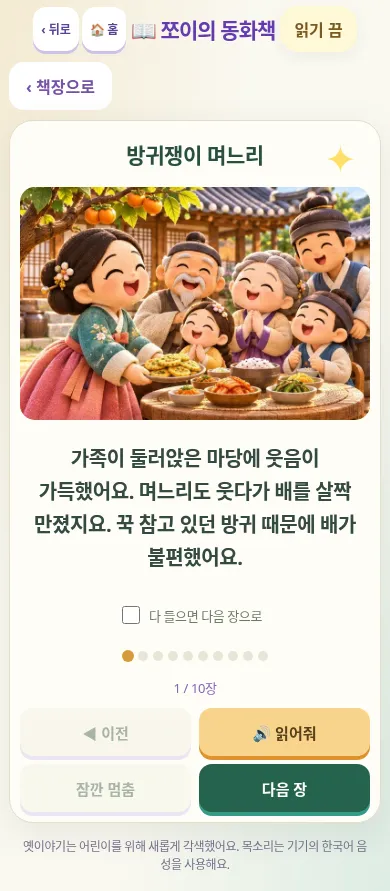 ‹ 뒤로
🏠 홈
📖 쪼이의 동화책
읽기 끔
‹ 책장으로
방귀쟁이 며느리
가족이 둘러앉은 마당에 웃음이
가득했어요. 며느리도 웃다가 배를 살짝
만졌지요. 꾹 참고 있던 방귀 때문에 배가
불편했어요.
다 들으면 다음 장으로
1 / 10장
◀ 이전
🔊 읽어줘
잠깐 멈춤
다음 장
옛이야기는 어린이를 위해 새롭게 각색했어요. 목소리는 기기의 한국어 음
성을 사용해요.